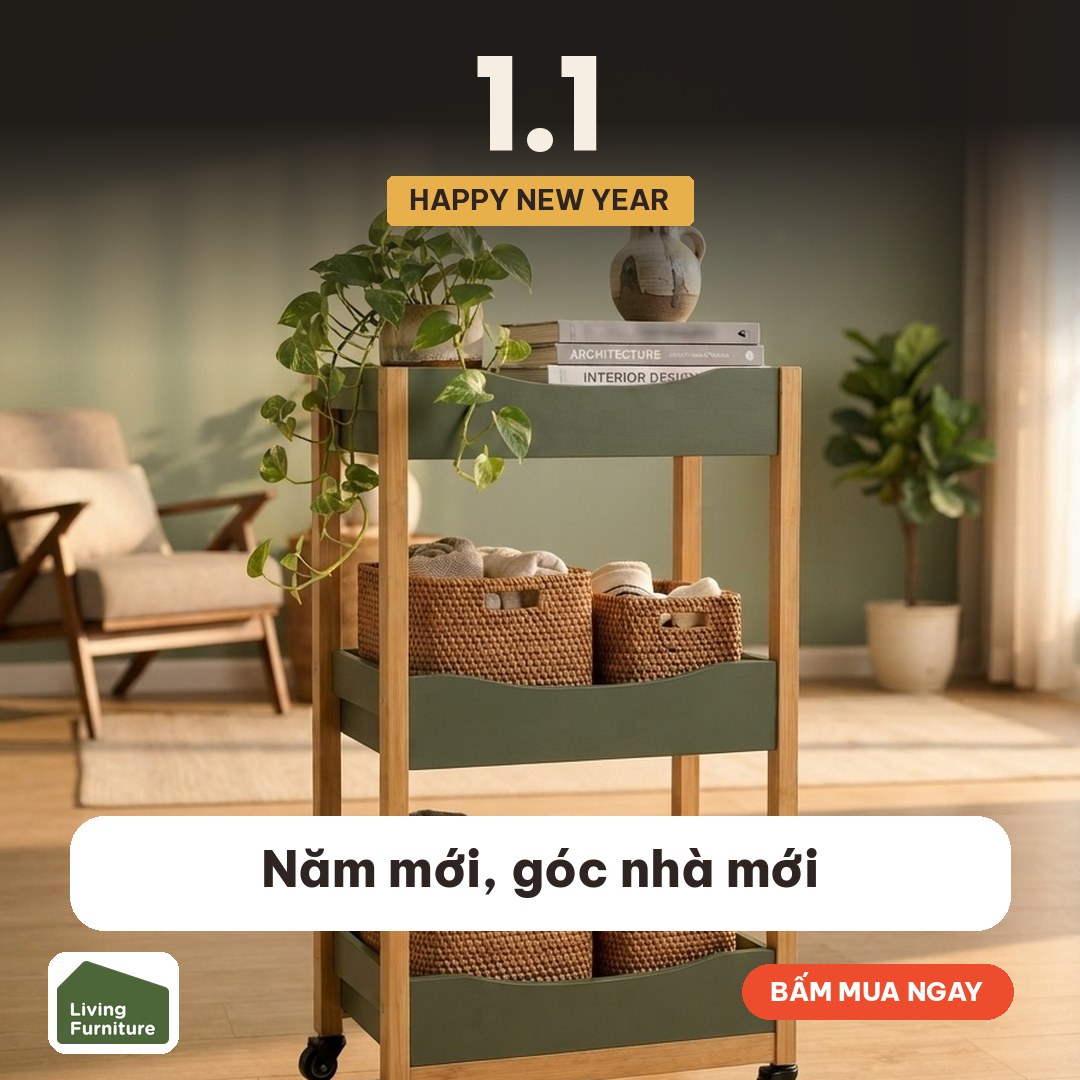 1.1
HAPPY NEW YEAR
ARCHITECTURE
INTERIOR DESIGN
Năm mới, góc nhà mới
Living
Furniture
BẤM MUA NGAY